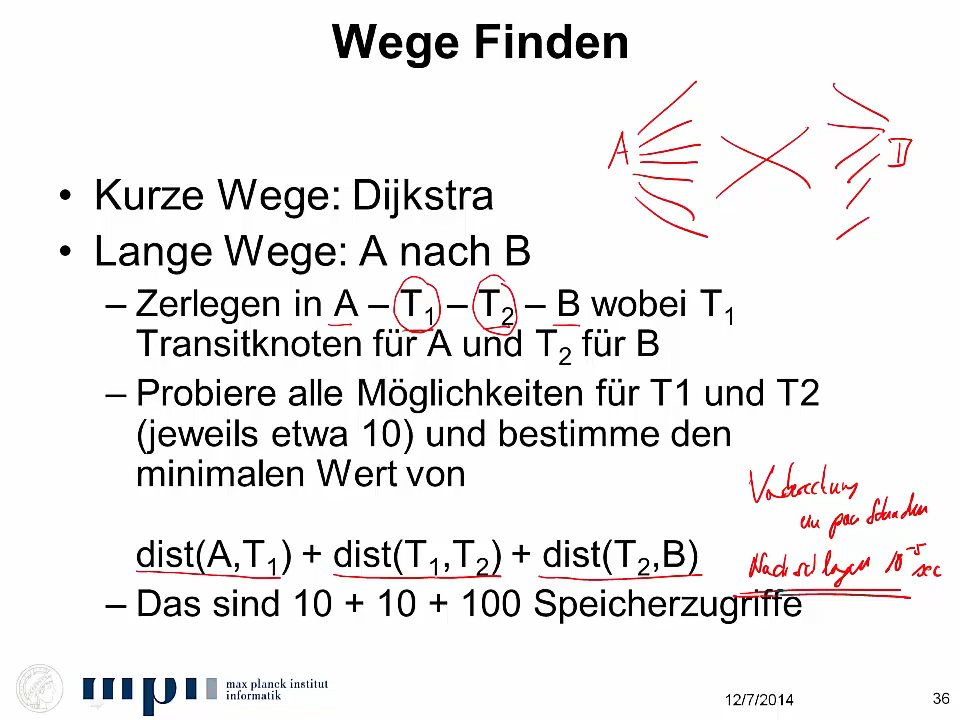 Wege Finden
A
• Kurze Wege: Dijkstra
• Lange Wege: A nach B
– Zerlegen in A – T₁ – T₂ – B wobei T₁
Transitknoten für A und T₂ für B
– Probiere alle Möglichkeiten für T1 und T2
(jeweils etwa 10) und bestimme den
minimalen Wert von
ein paar Stunden
Nachschlagen 10⁻⁵ sec
dist(A,T₁) + dist(T₁,T₂) + dist(T₂,B)
– Das sind 10 + 10 + 100 Speicherzugriffe
max planck institut
informatik
12/7/2014
36